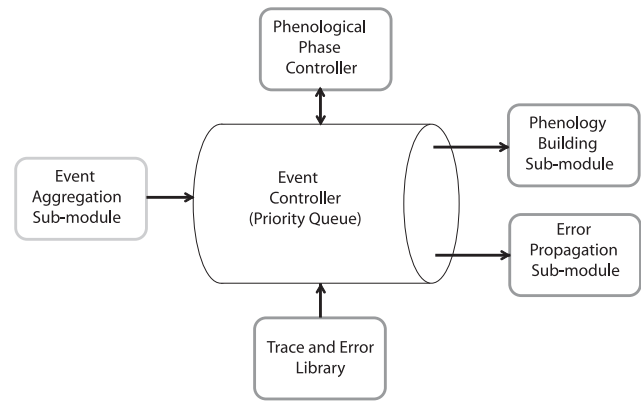 Phenological
Phase
Controller
Event
Aggregation
Sub-module
Event
Controller
(Priority Queue)
Phenology
Building
Sub-module
Error
Propagation
Sub-module
Trace and Error
Library